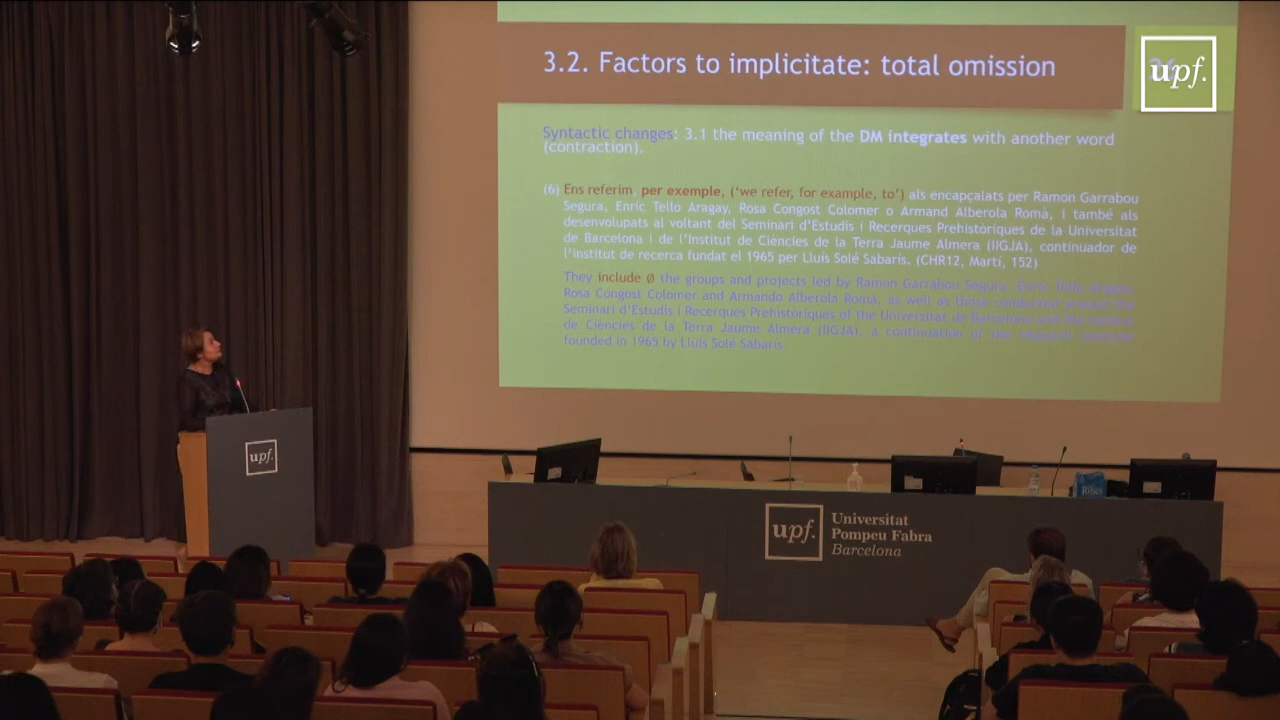 3.2. Factors to implicitate: total omission
upf.
Syntactic changes: 3.1 the meaning of the DM integrates with another word
(contraction).
(6) Ens referim, per exemple, (‘we refer, for example, to’) als encapçalats per Ramon Garrabou
Segura, Enric Tello Aragay, Rosa Congost Colomer o Armand Alberola Romà, i també als
desenvolupats al voltant del Seminari d’Estudis i Recerques Prehistòriques de la Universitat
de Barcelona i de l’Institut de Ciències de la Terra Jaume Almera (IIGJA), continuador de
l’Institut de recerca fundat el 1965 per Lluís Solé Sabarís. (CHR12, Martí, 152)
They include Ø the groups and projects led by Ramon Garrabou Segura, Enric Tello Aragay,
Rosa Congost Colomer and Armando Alberola Romá, as well as those conducted around the
Seminari d’Estudis i Recerques Prehistòriques of the Universitat de Barcelona and the Institut
de Ciències de la Terra Jaume Almera (IIGJA), a continuation of the research
founded in 1965 by Lluís Solé Sabarís.
upf.
upf.
Universitat
Pompeu Fabra
Barcelona